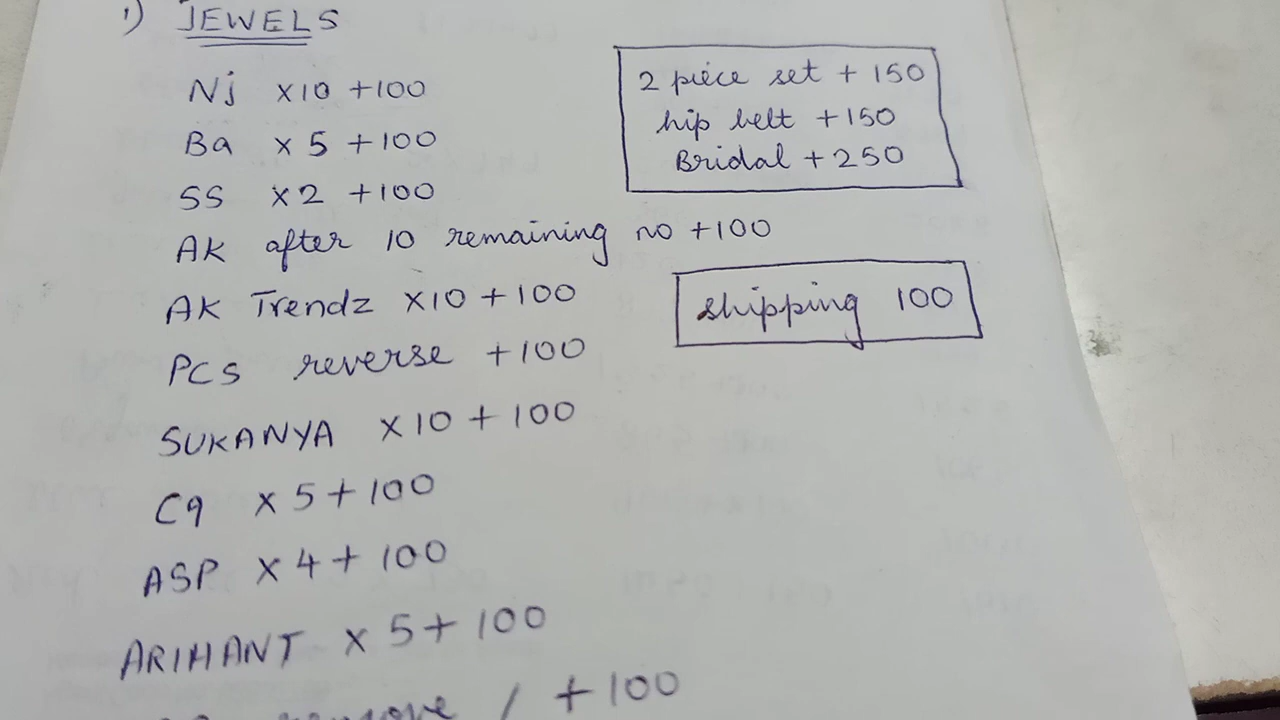 1) JEWELS
Nj x10 +100
Ba x 5 +100
SS x2 +100
AK after 10 remaining no +100
AK Trendz x10 + 100
PCS reverse +100
SUKANYA x10 + 100
C9 x 5 + 100
ASP x 4 + 100
ARIHANT x 5 + 100
remove / + 100
2 piece set + 150
hip belt +150
Bridal + 250
shipping 100